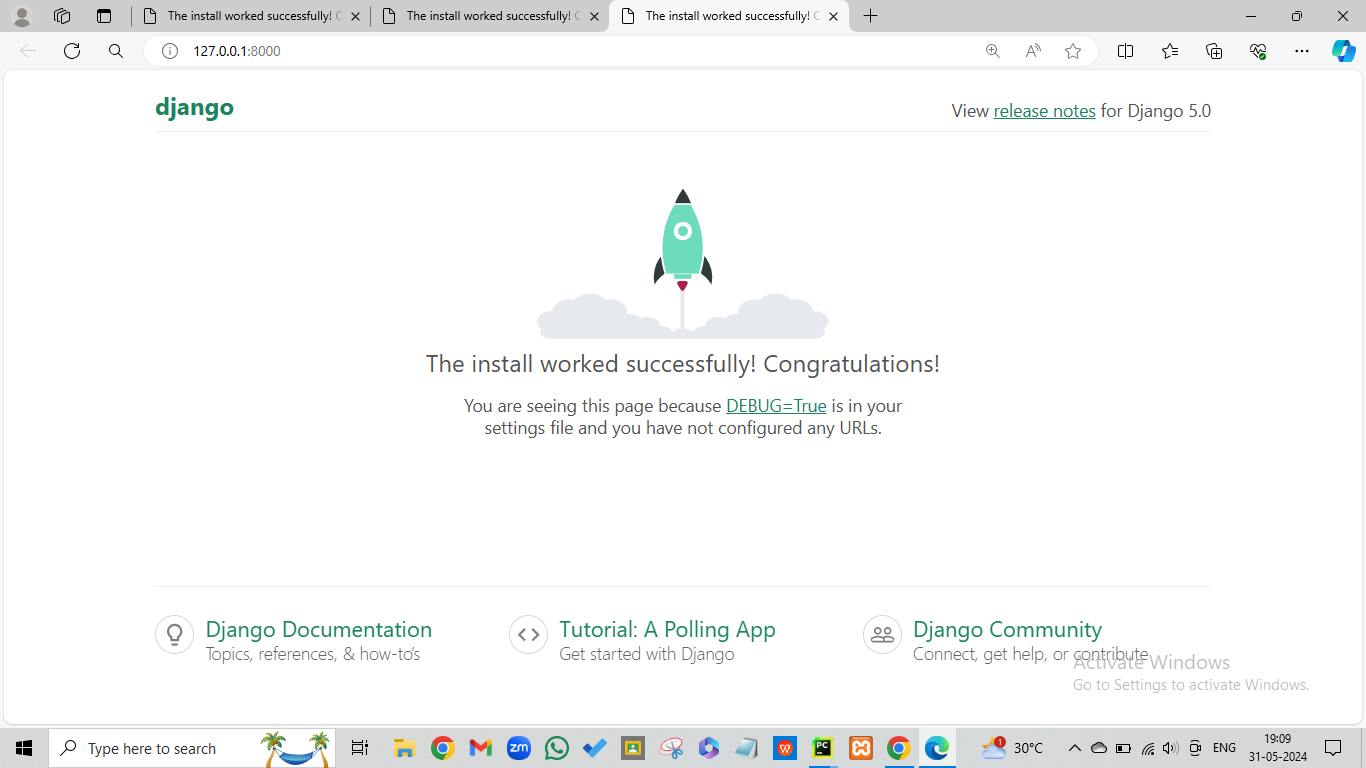 The install worked successfully! C
The install worked successfully! C
The install worked successfully! C
127.0.0.1:8000
django
View release notes for Django 5.0
The install worked successfully! Congratulations!
You are seeing this page because DEBUG=True is in your
settings file and you have not configured any URLs.
Django Documentation
Topics, references, & how-to's
Tutorial: A Polling App
Get started with Django
Django Community
Connect, get help, or contribute
Activate Windows
Go to Settings to activate Windows.
Type here to search
zm
W
PC
1
30°C
ENG
19:09
31-05-2024